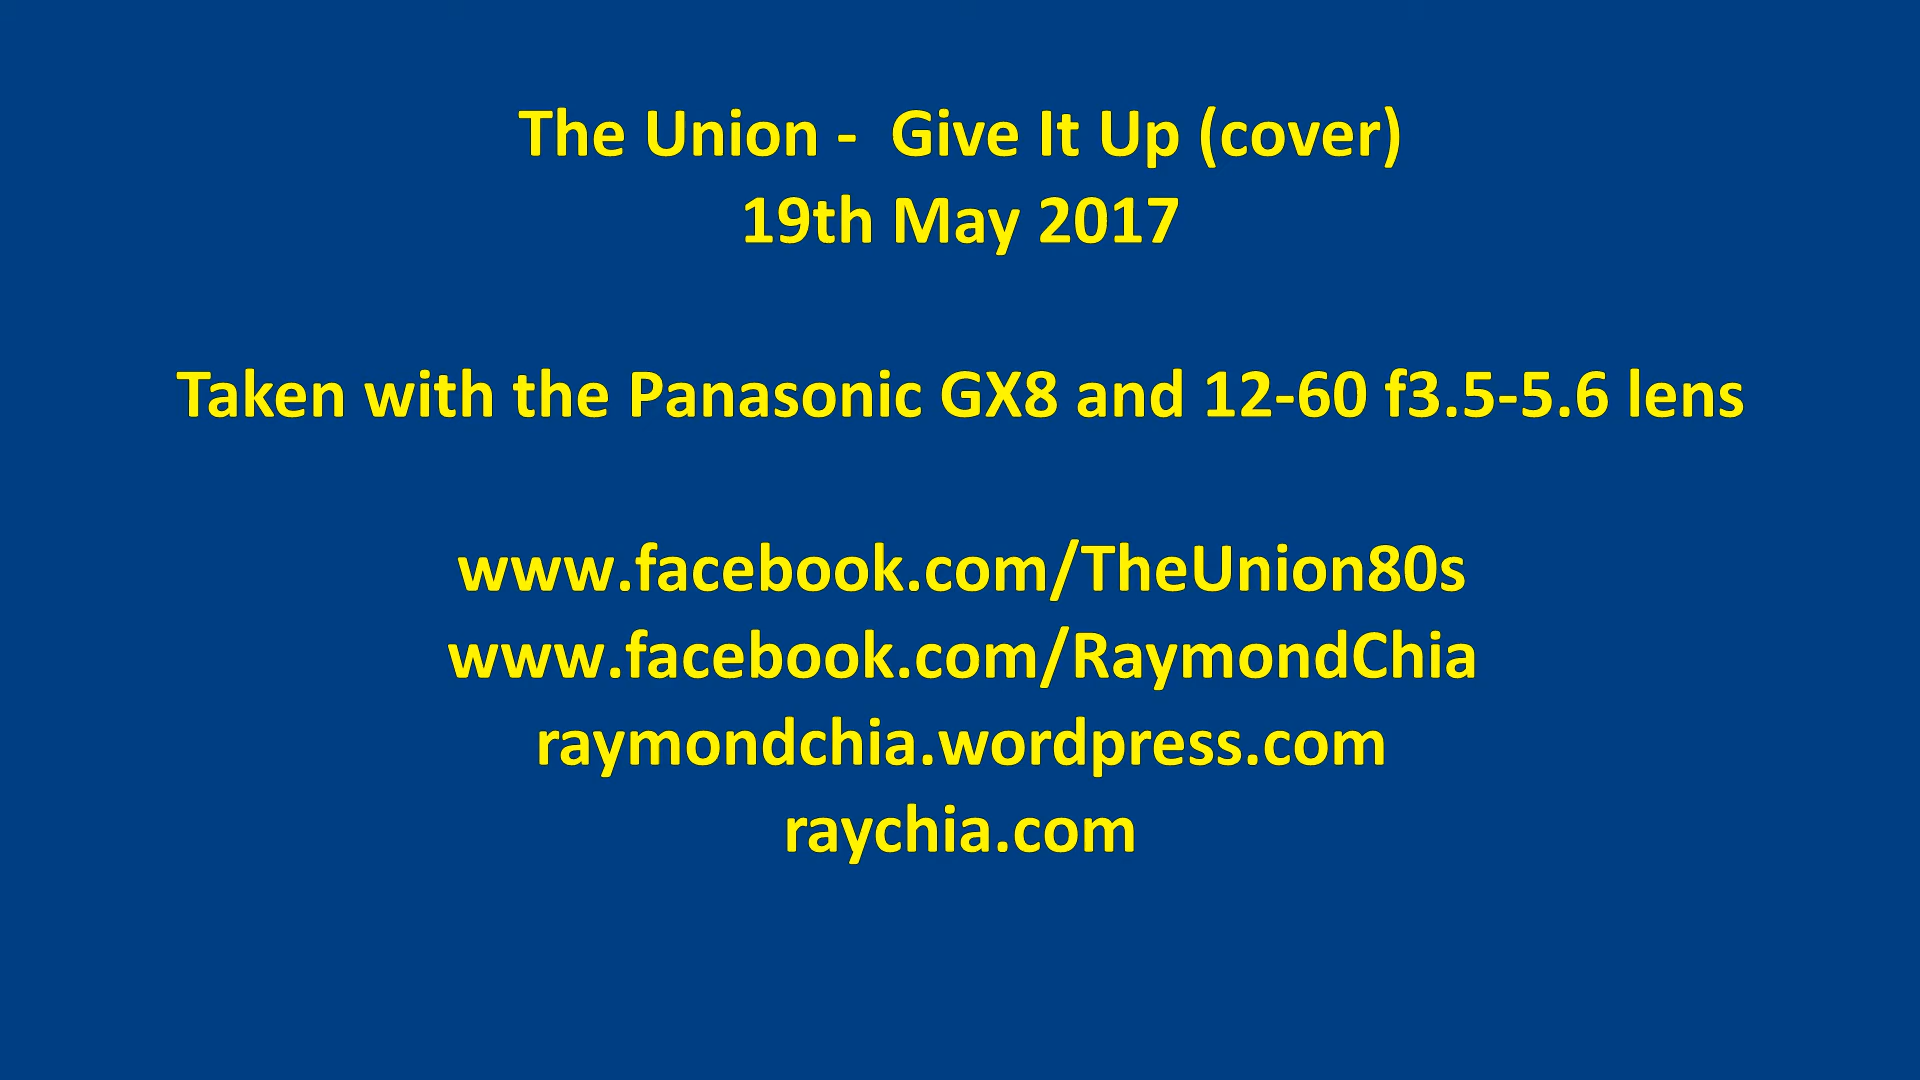 The Union -  Give It Up (cover)
19th May 2017
Taken with the Panasonic GX8 and 12-60 f3.5-5.6 lens
www.facebook.com/TheUnion80s
www.facebook.com/RaymondChia
raymondchia.wordpress.com
raychia.com